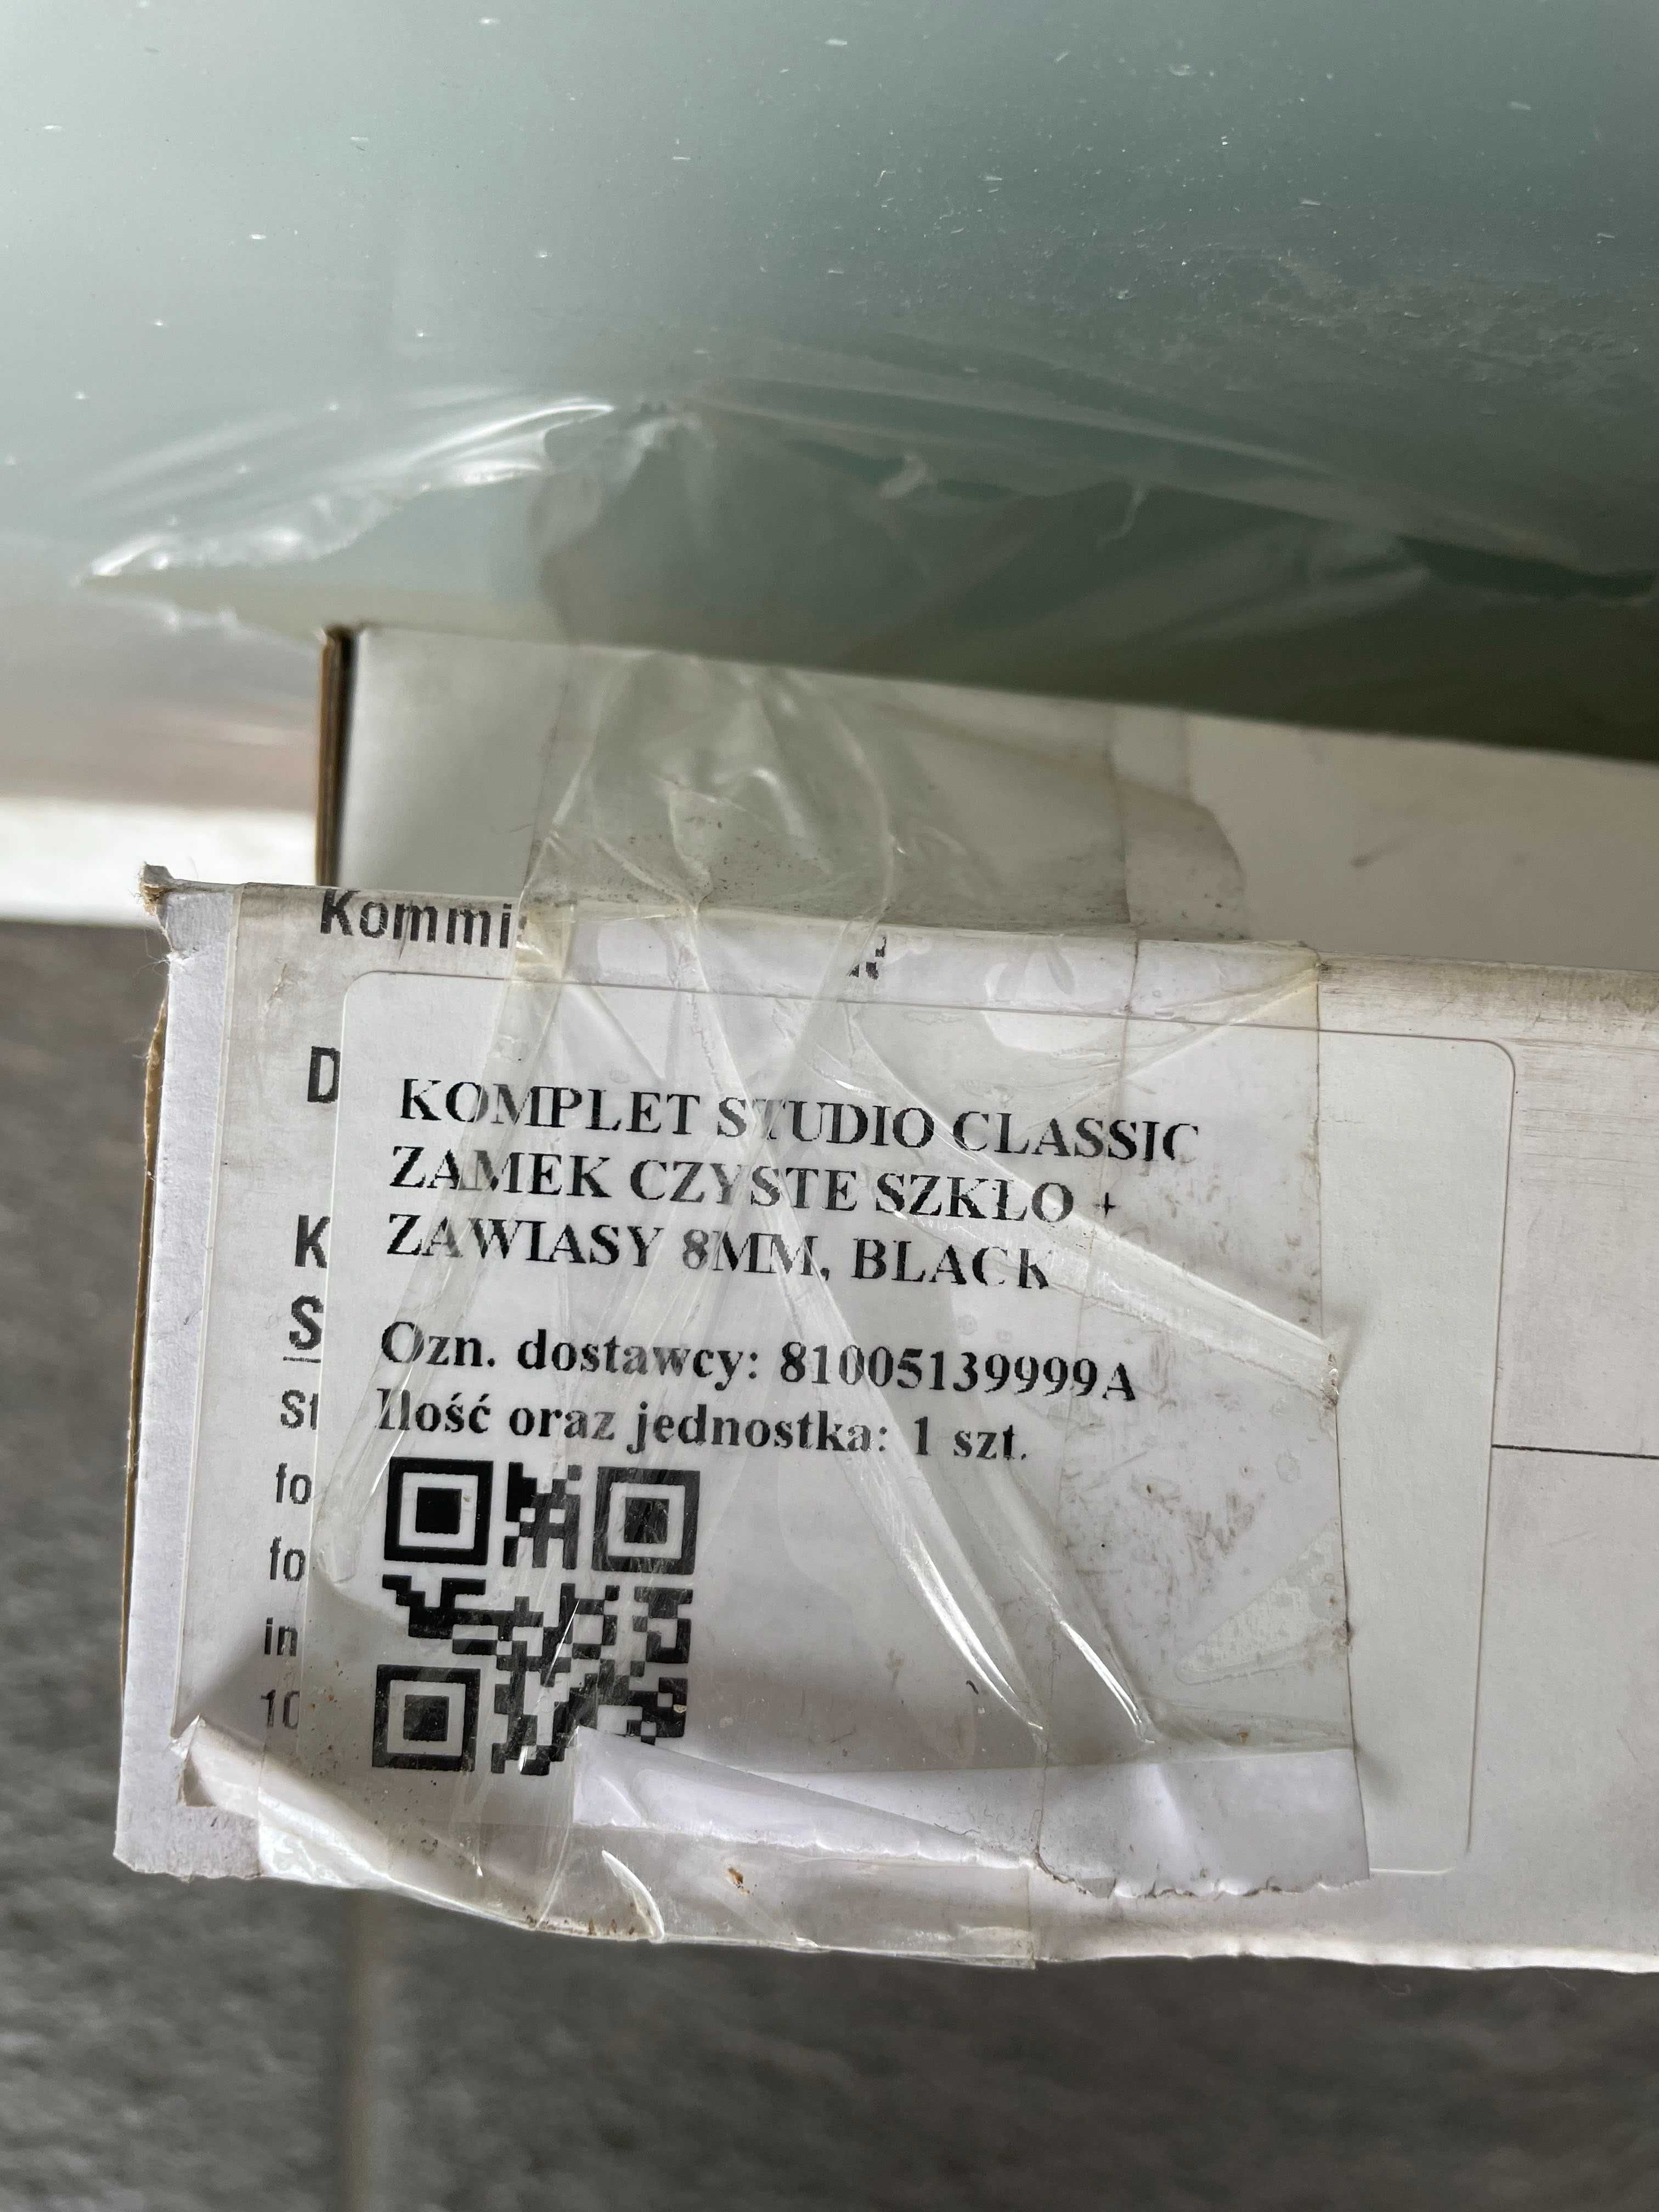 Kommi
D
KOMPLET STUDIO CLASSIC
ZAMEK CZYSTE SZKŁO +
K
ZAWIASY 8MM, BLACK
S
Ozn. dostawcy: 81005139999A
St
Ilość oraz jednostka: 1 szt.
fo
fo
in
10